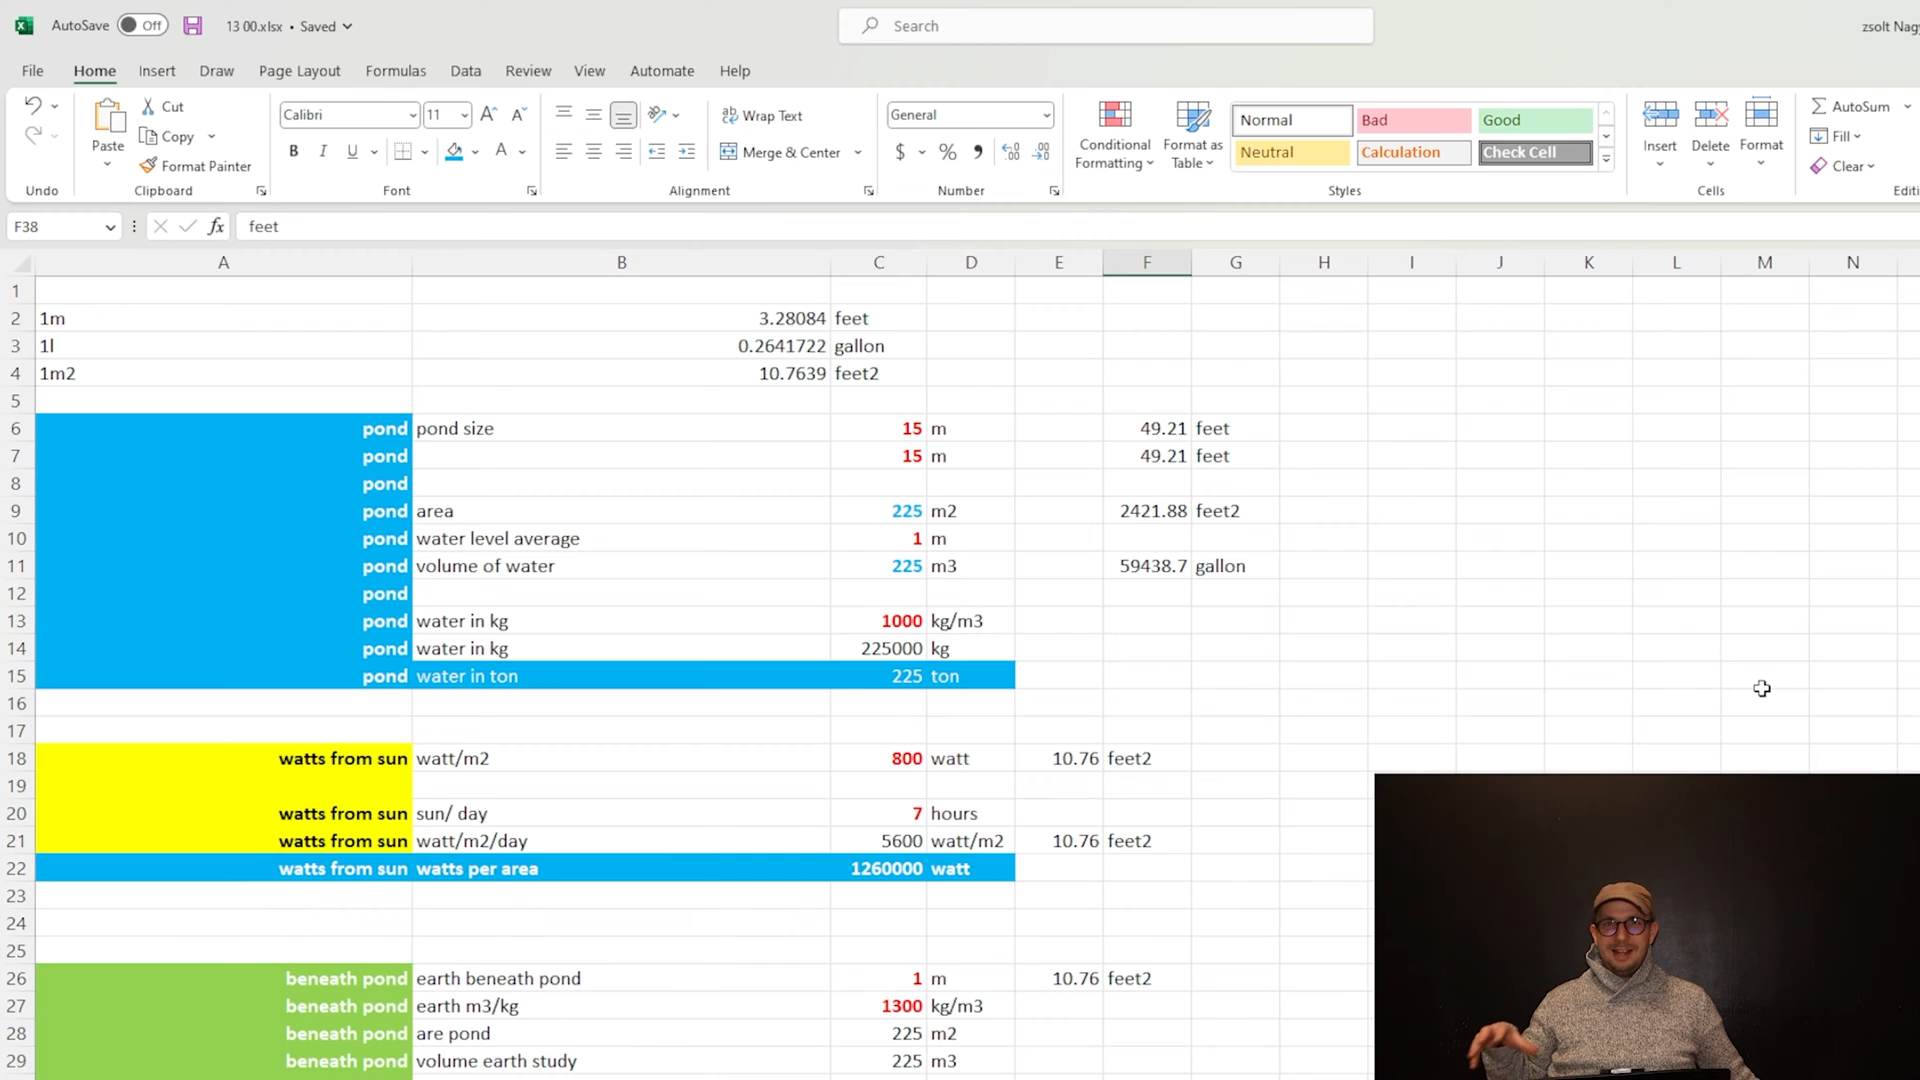 AutoSave Off 13 00.xlsx • Saved Search zsolt Nagy
File Home Insert Draw Page Layout Formulas Data Review View Automate Help
Paste Cut Copy Format Painter
Calibri 11
B I U A
Wrap Text
Merge & Center
General
$ %
Conditional Formatting
Format as Table
Normal Bad Good
Neutral Calculation Check Cell
Insert Delete Format
AutoSum
Fill
Clear
Undo Clipboard Font Alignment Number Styles Cells Editi
F38 fx feet
A B C D E F G H I J K L M N
1
2 1m 3.28084 feet
3 1l 0.2641722 gallon
4 1m2 10.7639 feet2
5
6 pond pond size 15 m 49.21 feet
7 pond 15 m 49.21 feet
8 pond
9 pond area 225 m2 2421.88 feet2
10 pond water level average 1 m
11 pond volume of water 225 m3 59438.7 gallon
12 pond
13 pond water in kg 1000 kg/m3
14 pond water in kg 225000 kg
15 pond water in ton 225 ton
16
17
18 watts from sun watt/m2 800 watt 10.76 feet2
19
20 watts from sun sun/ day 7 hours
21 watts from sun watt/m2/day 5600 watt/m2 10.76 feet2
22 watts from sun watts per area 1260000 watt
23
24
25
26 beneath pond earth beneath pond 1 m 10.76 feet2
27 beneath pond earth m3/kg 1300 kg/m3
28 beneath pond are pond 225 m2
29 beneath pond volume earth study 225 m3